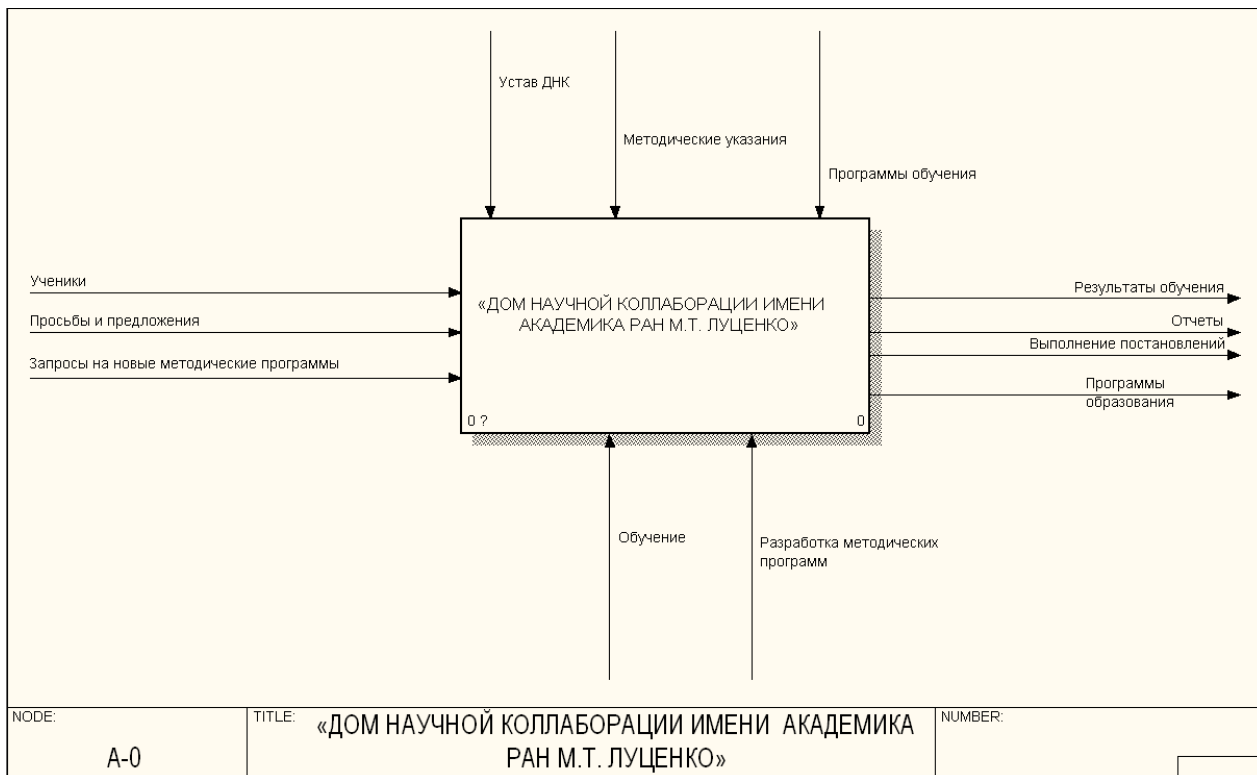 Устав ДНК
Методические указания
Программы обучения
Ученики
Просьбы и предложения
Запросы на новые методические программы
«ДОМ НАУЧНОЙ КОЛЛАБОРАЦИИ ИМЕНИ
АКАДЕМИКА РАН М.Т. ЛУЦЕНКО»
0 ?
0
Результаты обучения
Отчеты
Выполнение постановлений
Программы
образования
Обучение
Разработка методических
программ
NODE:
A-0
TITLE:
«ДОМ НАУЧНОЙ КОЛЛАБОРАЦИИ ИМЕНИ АКАДЕМИКА
РАН М.Т. ЛУЦЕНКО»
NUMBER: